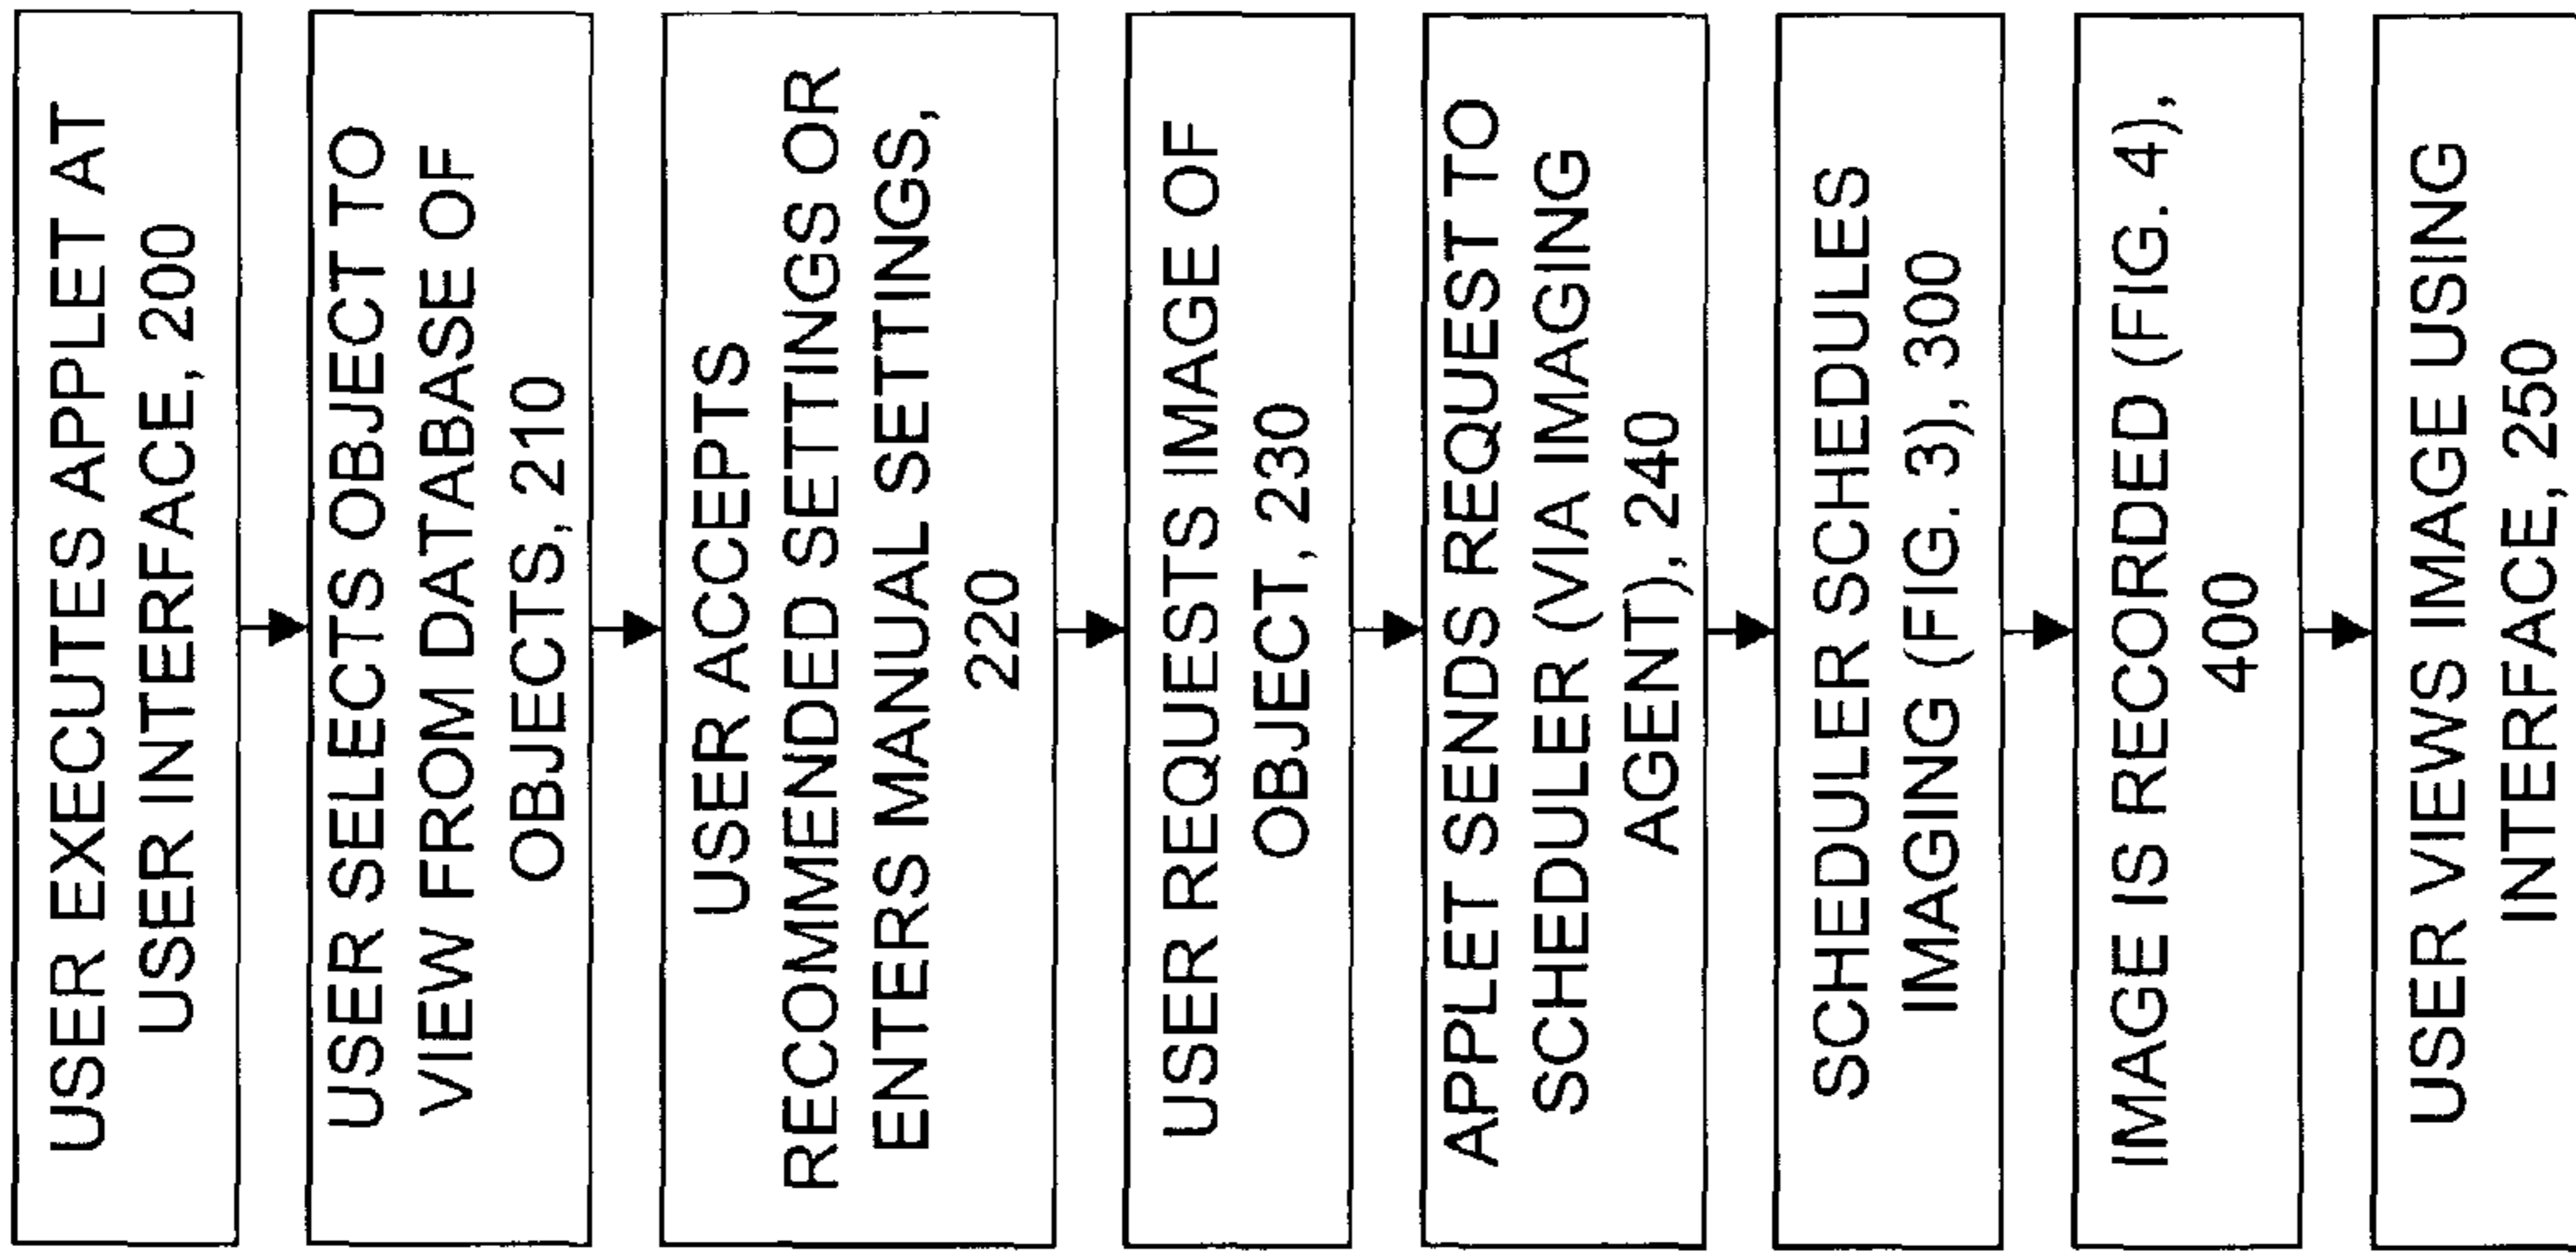 USER EXECUTES APPLET AT
USER INTERFACE, 200
USER SELECTS OBJECT TO
VIEW FROM DATABASE OF
OBJECTS, 210
USER ACCEPTS
RECOMMENDED SETTINGS OR
ENTERS MANUAL SETTINGS,
220
USER REQUESTS IMAGE OF
OBJECT, 230
APPLET SENDS REQUEST TO
SCHEDULER (VIA IMAGING
AGENT), 240
SCHEDULER SCHEDULES
IMAGING (FIG. 3), 300
IMAGE IS RECORDED (FIG. 4),
400
USER VIEWS IMAGE USING
INTERFACE, 250